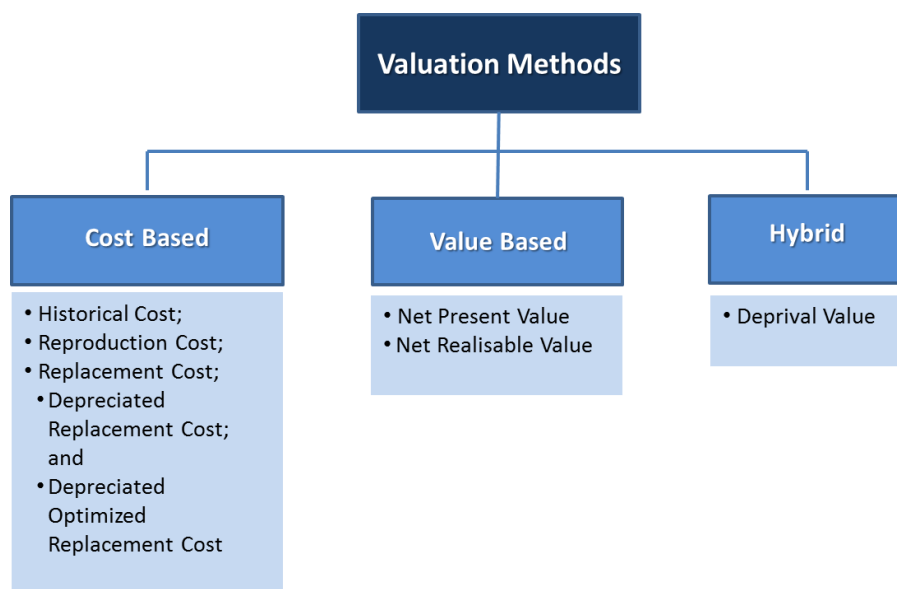 Valuation Methods
Cost Based
• Historical Cost;
• Reproduction Cost;
• Replacement Cost;
• Depreciated
Replacement Cost;
and
• Depreciated
Optimized
Replacement Cost
Value Based
• Net Present Value
• Net Realisable Value
Hybrid
• Deprival Value